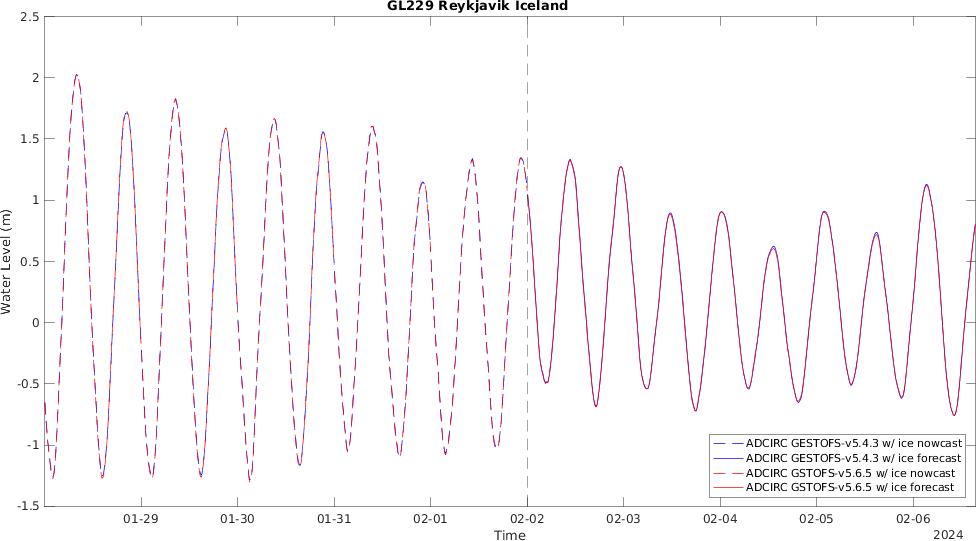 GL229 Reykjavik Iceland
2.5
2
1.5
1
0.5
0
-0.5
-1
-1.5
Water Level (m)
01-29
01-30
01-31
02-01
02-02
02-03
02-04
02-05
02-06
Time
2024
ADCIRC GESTOFS-v5.4.3 w/ ice nowcast
ADCIRC GESTOFS-v5.4.3 w/ ice forecast
ADCIRC GSTOFS-v5.6.5 w/ ice nowcast
ADCIRC GSTOFS-v5.6.5 w/ ice forecast